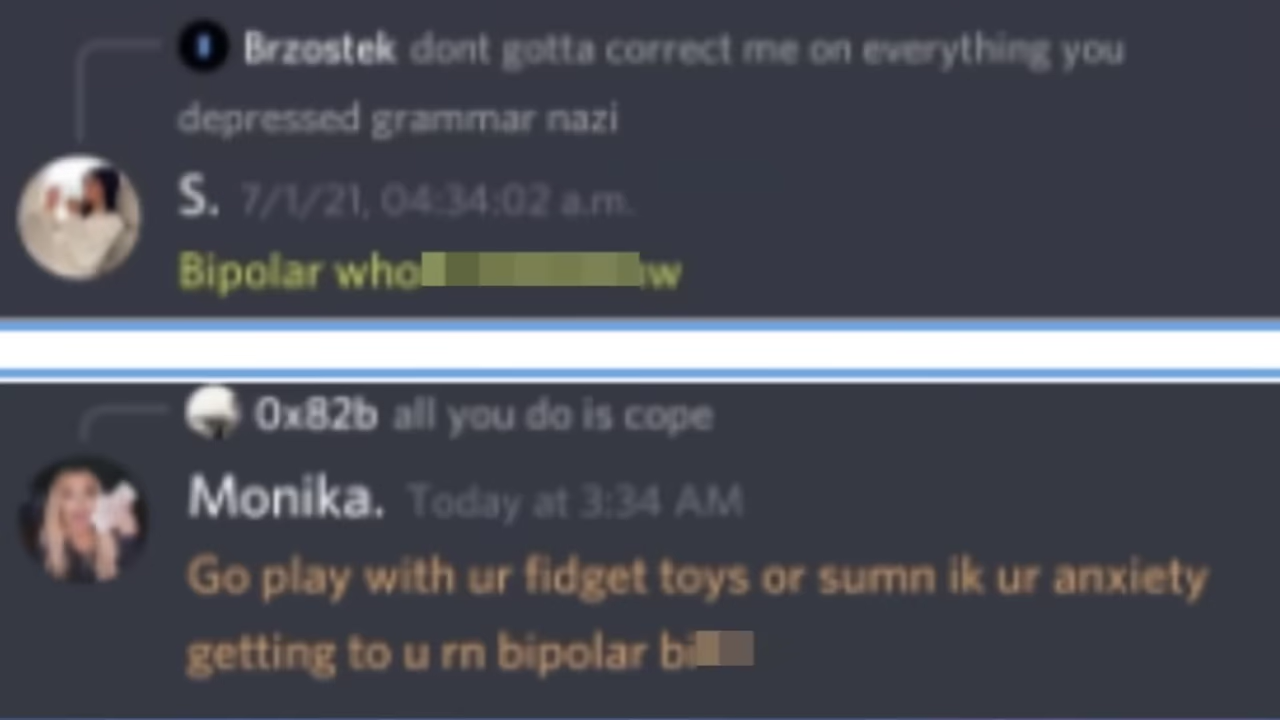 Brzostek dont gotta correct me on everything you
depressed grammar nazi
S. 7/1/21, 04:34:02 a.m.
Bipolar
0x82b all you do is cope
Monika. Today at 3:34 AM
Go play with ur fidget toys or sumn ik ur anxiety
getting to u rn bipolar